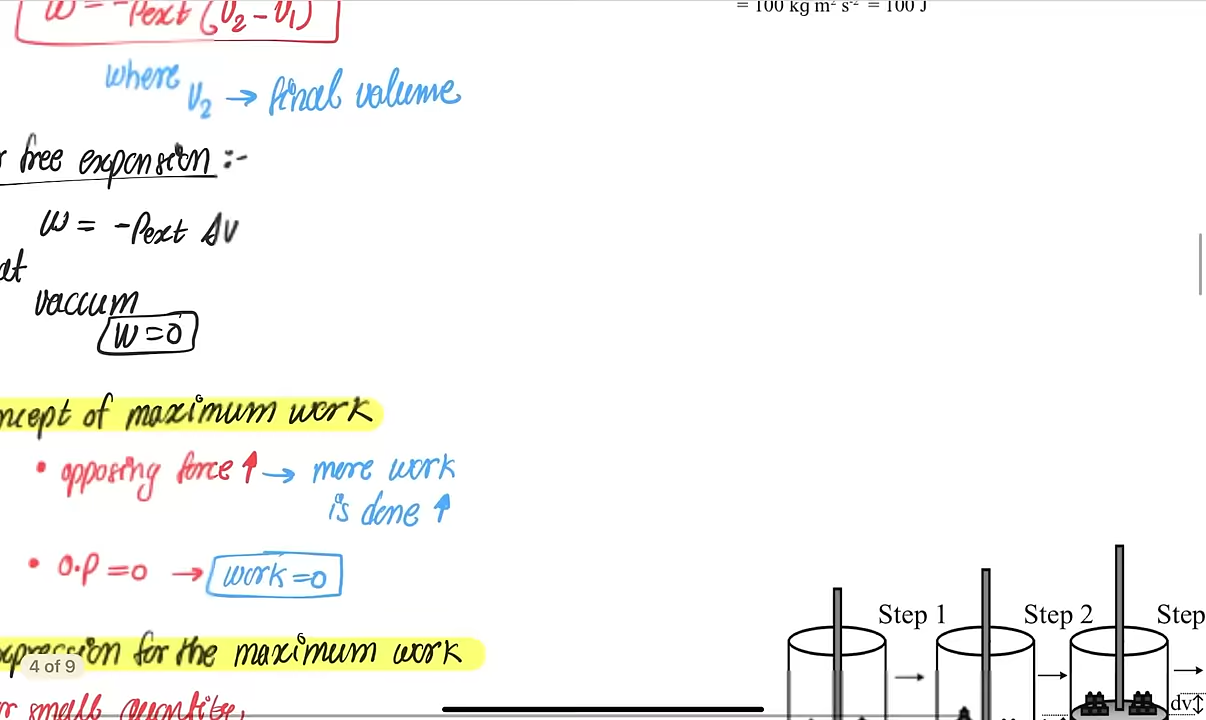 W = -Pext (V2 - V1)
= 100 kg m² s⁻² = 100 J
where V2 → final volume
free expansion :-
W = -Pext ΔV
at
vaccum
W = 0
ncept of maximum work
• opposing force ↑ → more work
is done ↑
• O.P = 0 → work = 0
xpression for the maximum work
4 of 9
r small quantity,
Step 1
Step 2
Step
dv